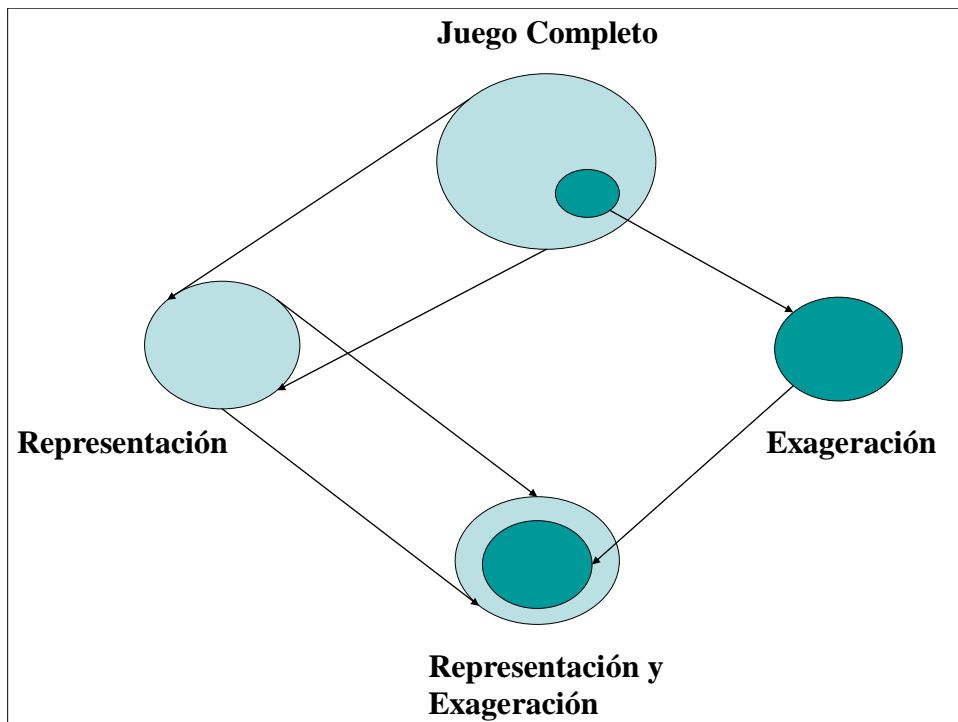 Juego Completo
Representación
Exageración
Representación y
Exageración